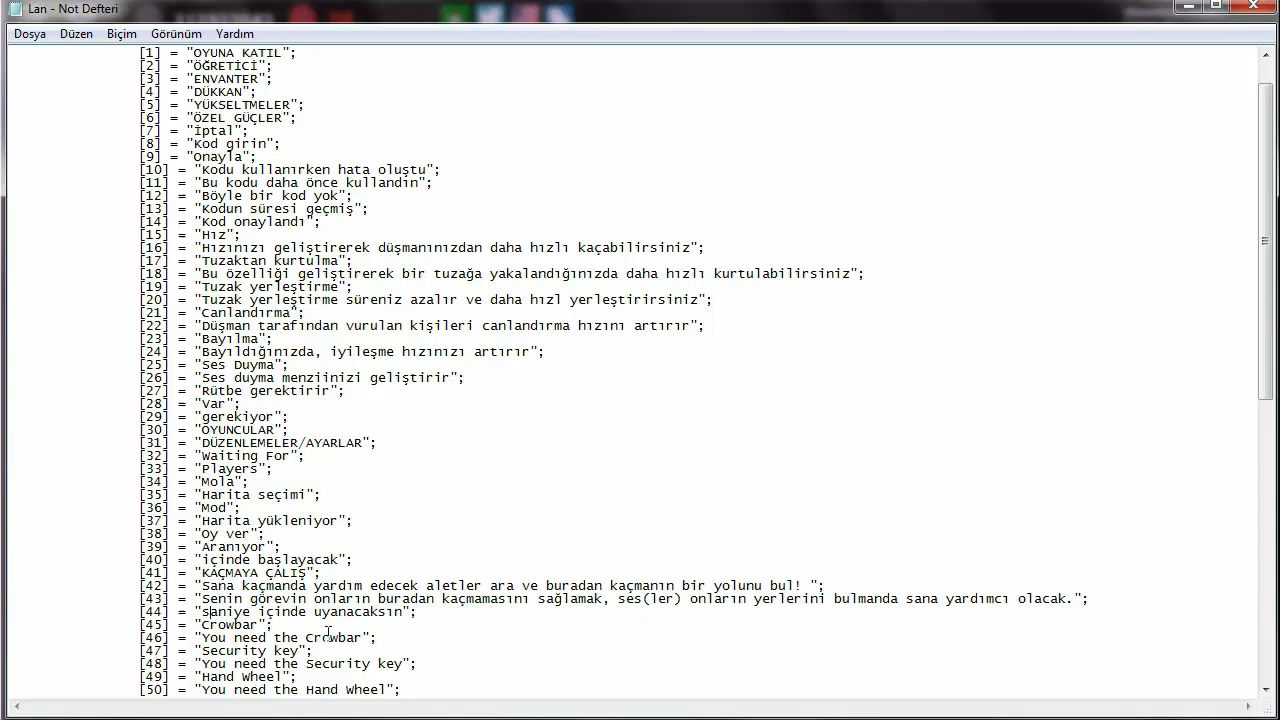 Lan - Not Defteri
Dosya Düzen Biçim Görünüm Yardım
[1] = "OYUNA KATIL";
[2] = "ÖĞRETİCİ";
[3] = "ENVANTER";
[4] = "DÜKKAN";
[5] = "YÜKSELTMELER";
[6] = "ÖZEL GÜÇLER";
[7] = "İptal";
[8] = "Kod girin";
[9] = "Onayla";
[10] = "Kodu kullanırken hata oluştu";
[11] = "Bu kodu daha önce kullandın";
[12] = "Böyle bir kod yok";
[13] = "Kodun süresi geçmiş";
[14] = "Kod onaylandı";
[15] = "Hız";
[16] = "Hızınızı geliştirerek düşmanınızdan daha hızlı kaçabilirsiniz";
[17] = "Tuzaktan kurtulma";
[18] = "Bu özelliği geliştirerek bir tuzağa yakalandığınızda daha hızlı kurtulabilirsiniz";
[19] = "Tuzak yerleştirme";
[20] = "Tuzak yerleştirme süreniz azalır ve daha hızl yerleştirirsiniz";
[21] = "Canlandırma";
[22] = "Düşman tarafından vurulan kişileri canlandırma hızını artırır";
[23] = "Bayılma";
[24] = "Bayıldığınızda, iyileşme hızınızı artırır";
[25] = "Ses Duyma";
[26] = "Ses duyma menziinizi geliştirir";
[27] = "Rütbe gerektirir";
[28] = "Var";
[29] = "gerekiyor";
[30] = "OYUNCULAR";
[31] = "DÜZENLEMELER/AYARLAR";
[32] = "Waiting For";
[33] = "Players";
[34] = "Mola";
[35] = "Harita seçimi";
[36] = "Mod";
[37] = "Harita yükleniyor";
[38] = "Oy ver";
[39] = "Aranıyor";
[40] = "içinde başlayacak";
[41] = "KAÇMAYA ÇALIŞ";
[42] = "Sana kaçmanda yardım edecek aletler ara ve buradan kaçmanın bir yolunu bul! ";
[43] = "Senin görevin onların buradan kaçmamasını sağlamak, ses(ler) onların yerlerini bulmanda sana yardımcı olacak.";
[44] = "Saniye içinde uyanacaksın";
[45] = "Crowbar";
[46] = "You need the Crowbar";
[47] = "Security key";
[48] = "You need the Security key";
[49] = "Hand Wheel";
[50] = "You need the Hand Wheel";